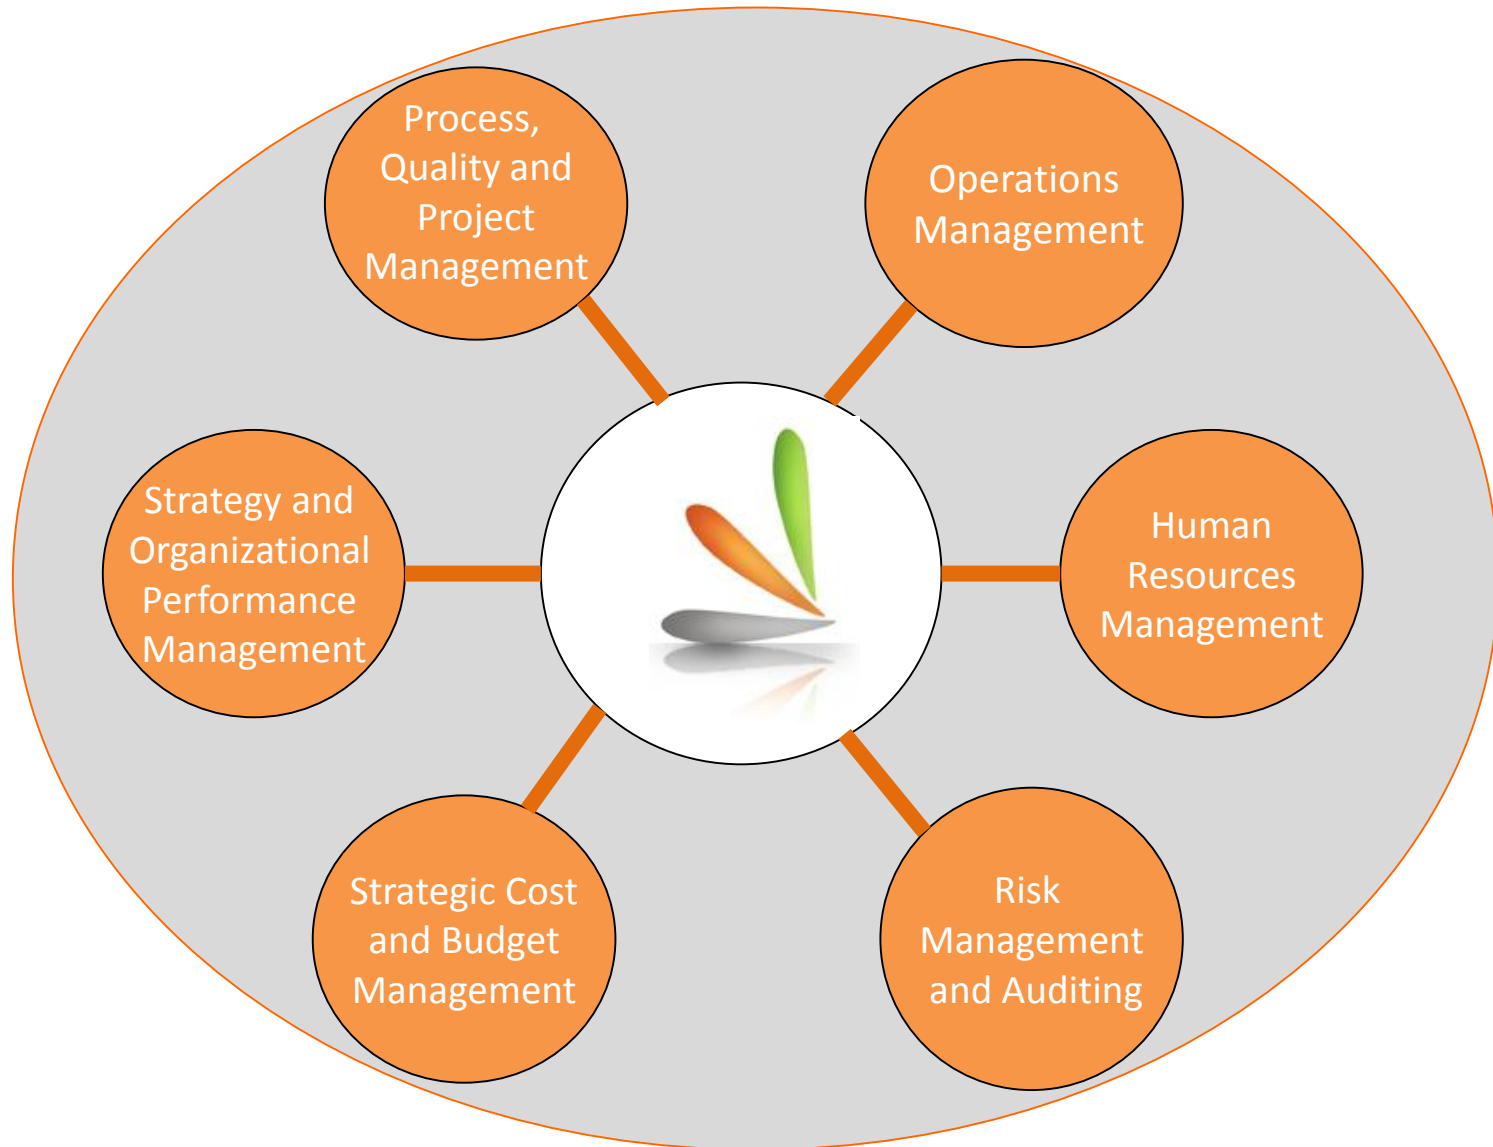 Process,
Quality and
Project
Management
Operations
Management
Strategy and
Organizational
Performance
Management
Human
Resources
Management
Strategic Cost
and Budget
Management
Risk
Management
and Auditing